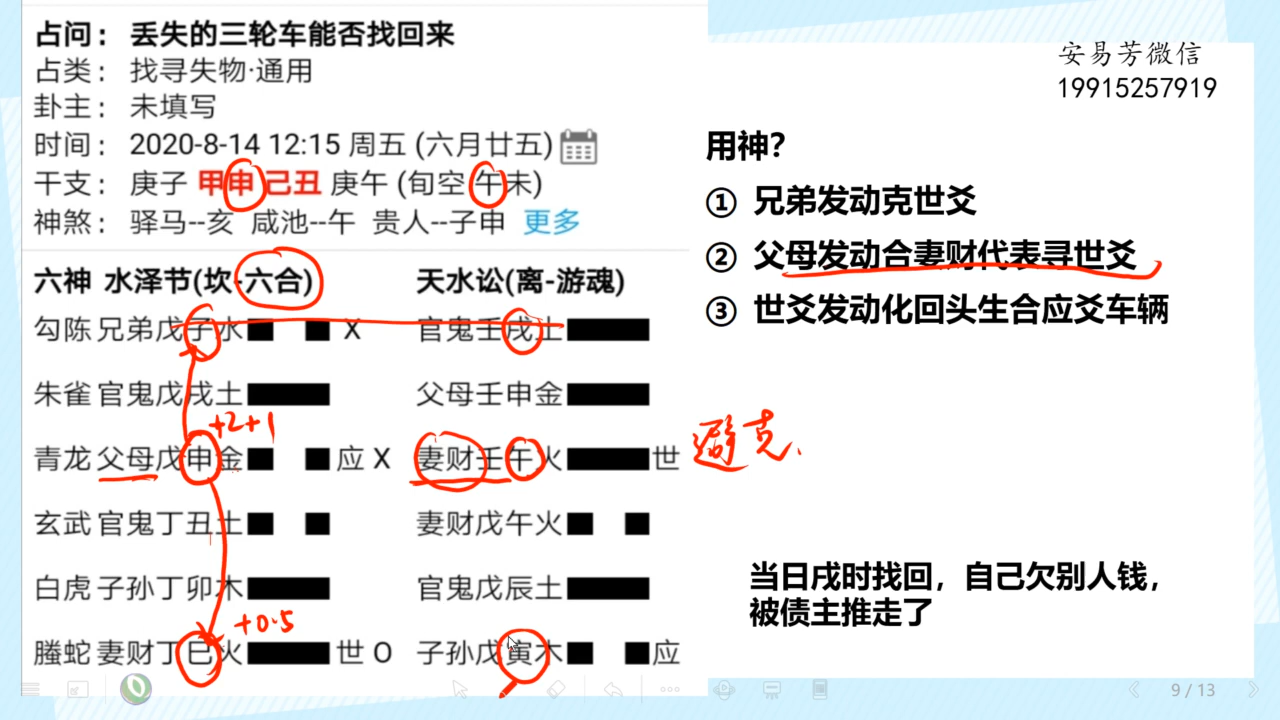 占问： 丢失的三轮车能否找回来
占类： 找寻失物·通用
卦主： 未填写
时间： 2020-8-14 12:15 周五 (六月廿五)
干支： 庚子 甲申 己丑 庚午 (旬空 午未)
神煞： 驿马--亥 咸池--午 贵人--子申 更多
六神 水泽节(坎-六合) 天水讼(离-游魂)
勾陈 兄弟戊子水 X 官鬼壬戌土
朱雀 官鬼戊戌土 父母壬申金
+2+1
青龙 父母戊申金 应 X 妻财壬午火 世
避克.
玄武 官鬼丁丑土 妻财戊午火
白虎 子孙丁卯木 官鬼戊辰土
+0.5
螣蛇 妻财丁巳火 世 O 子孙戊寅木 应
安易芳微信
19915257919
用神？
① 兄弟发动克世爻
② 父母发动合妻财代表寻世爻
③ 世爻发动化回头生合应爻车辆
当日戌时找回，自己欠别人钱，
被债主推走了
9 / 13